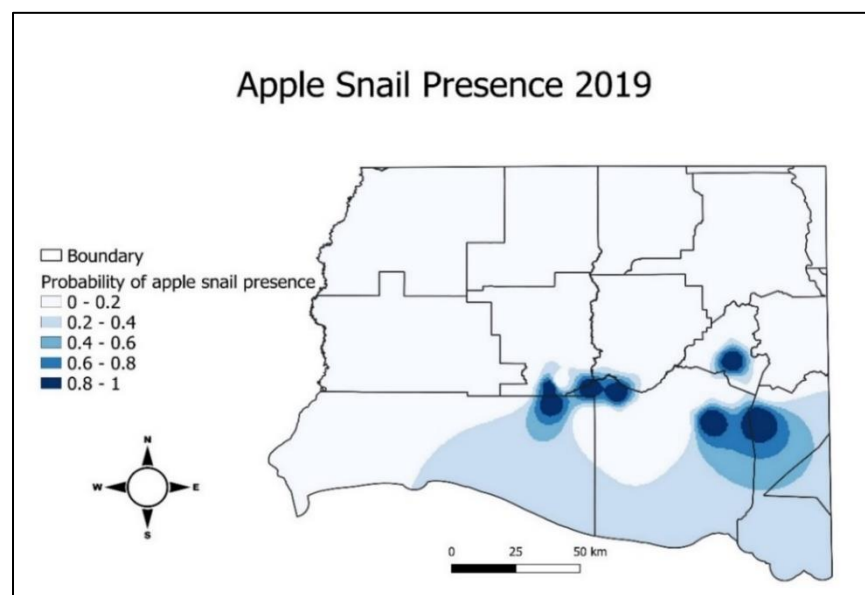 Apple Snail Presence 2019
Boundary
Probability of apple snail presence
0 - 0.2
0.2 - 0.4
0.4 - 0.6
0.6 - 0.8
0.8 - 1
N
W E
S
0 25 50 km